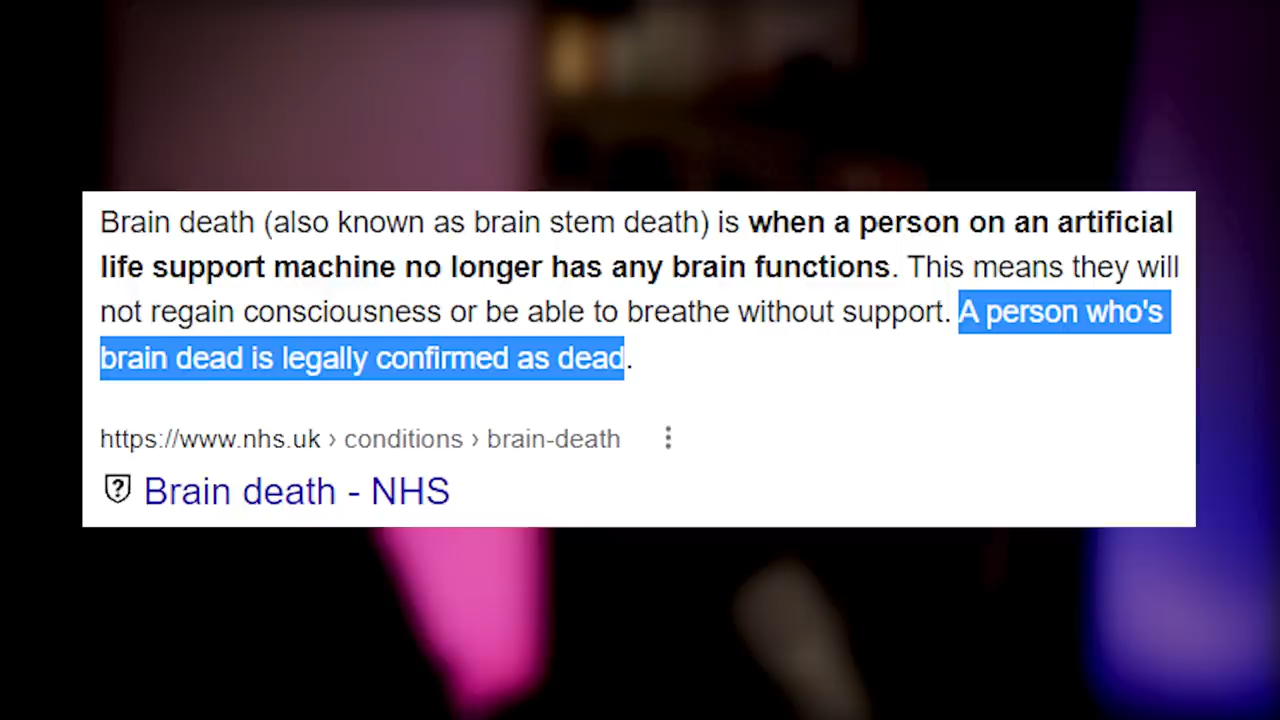 Brain death (also known as brain stem death) is when a person on an artificial
life support machine no longer has any brain functions. This means they will
not regain consciousness or be able to breathe without support. A person who's
brain dead is legally confirmed as dead.
https://www.nhs.uk › conditions › brain-death
Brain death - NHS